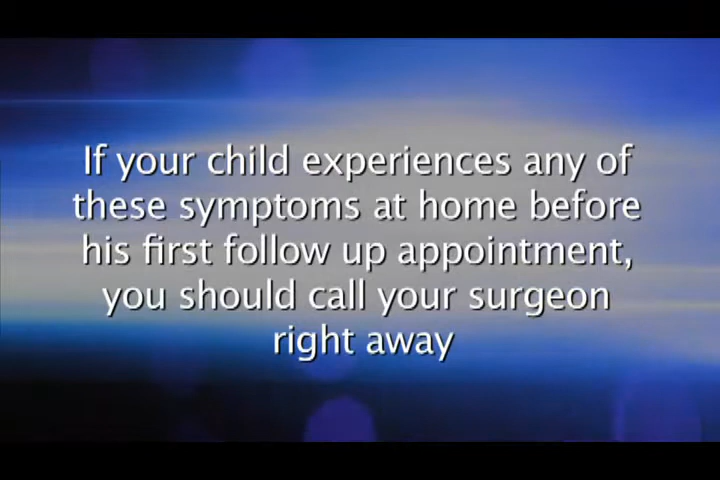 If your child experiences any of
these symptoms at home before
his first follow up appointment,
you should call your surgeon
right away